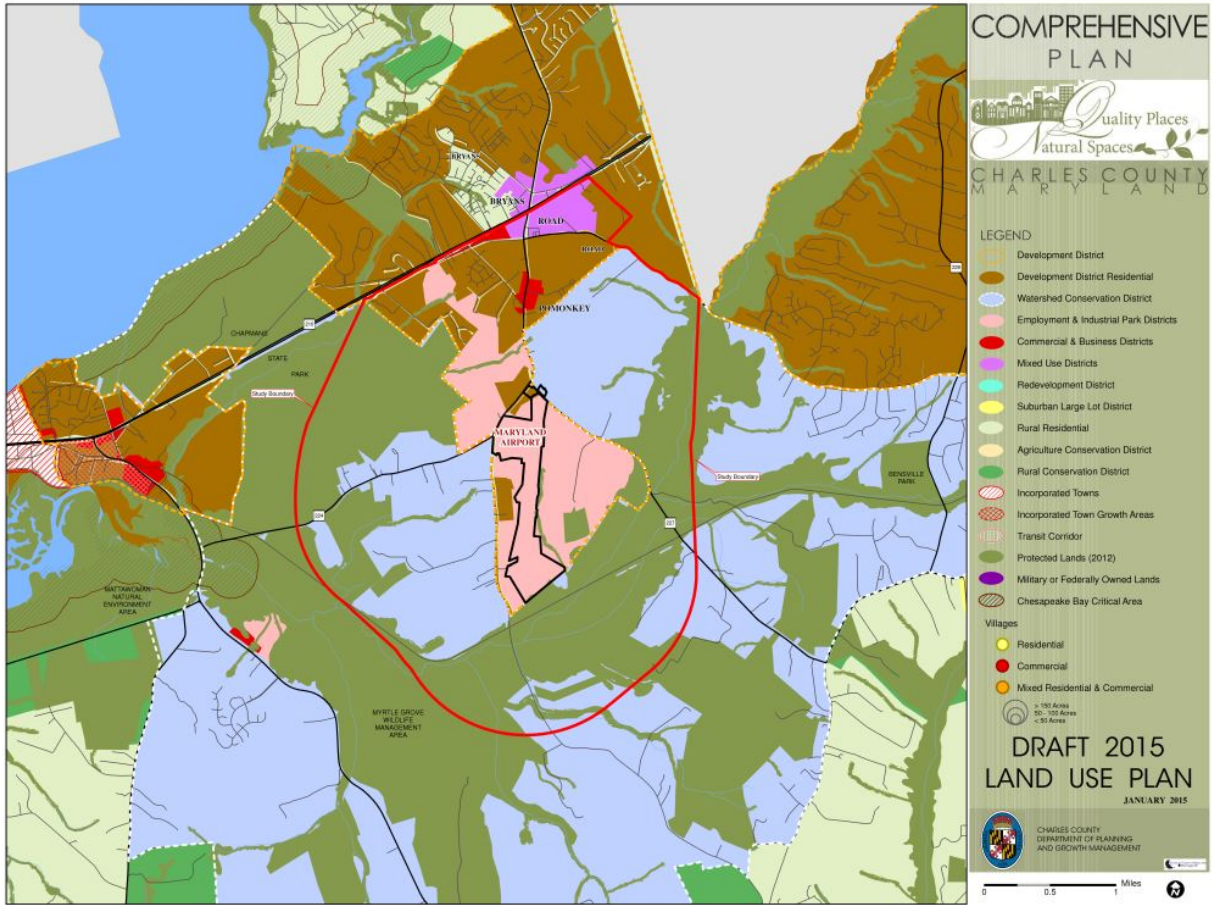 BRYANS
BRYANS
ROAD
ROAD
POMONKEY
CHAPMANS
STATE
PARK
210
228
Study Boundary
MARYLAND
AIRPORT
Study Boundary
BENSVILLE
PARK
224
227
MATTAWOMAN
NATURAL
ENVIRONMENT
AREA
MYRTLE GROVE
WILDLIFE
MANAGEMENT
AREA
COMPREHENSIVE
PLAN
Quality Places
Natural Spaces
CHARLES COUNTY
MARYLAND
LEGEND
Development District
Development District Residential
Watershed Conservation District
Employment & Industrial Park Districts
Commercial & Business Districts
Mixed Use Districts
Redevelopment District
Suburban Large Lot District
Rural Residential
Agriculture Conservation District
Rural Conservation District
Incorporated Towns
Incorporated Town Growth Areas
Transit Corridor
Protected Lands (2012)
Military or Federally Owned Lands
Chesapeake Bay Critical Area
Villages
Residential
Commercial
Mixed Residential & Commercial
> 150 Acres
50 - 150 Acres
< 50 Acres
DRAFT 2015
LAND USE PLAN
JANUARY 2015
CHARLES COUNTY
DEPARTMENT OF PLANNING
AND GROWTH MANAGEMENT
0 0.5 1 Miles
N